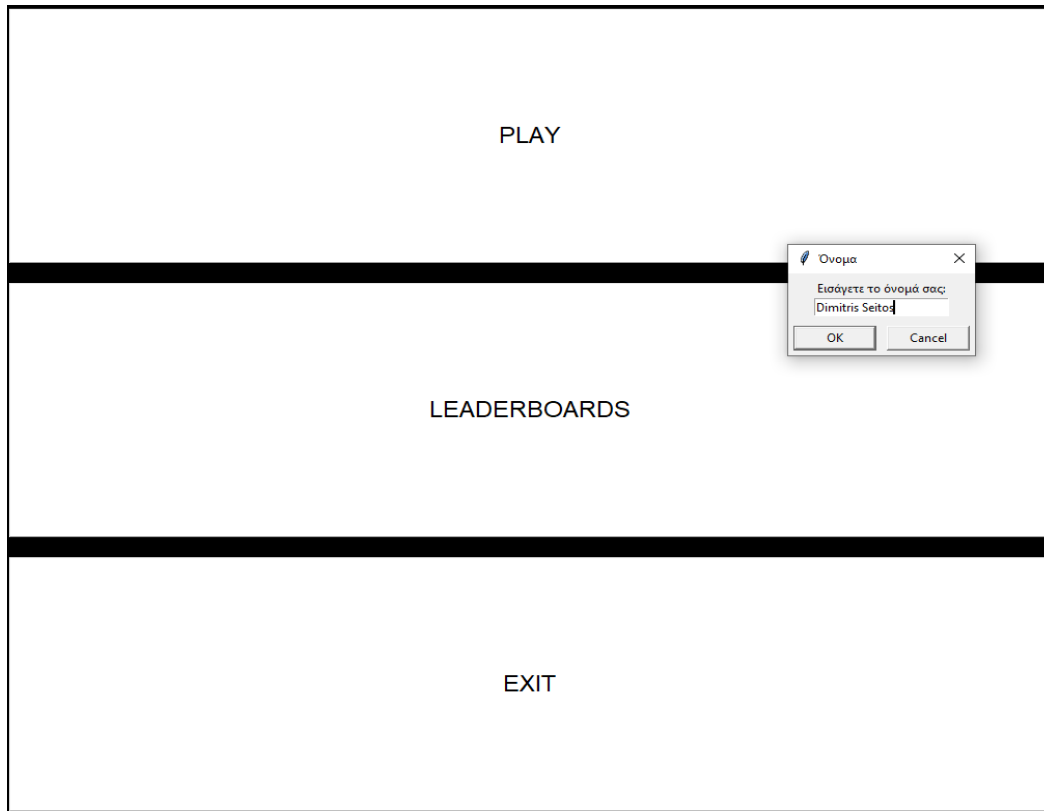 PLAY
Όνομα
Εισάγετε το όνομά σας:
Dimitris Seitos
OK
Cancel
LEADERBOARDS
EXIT